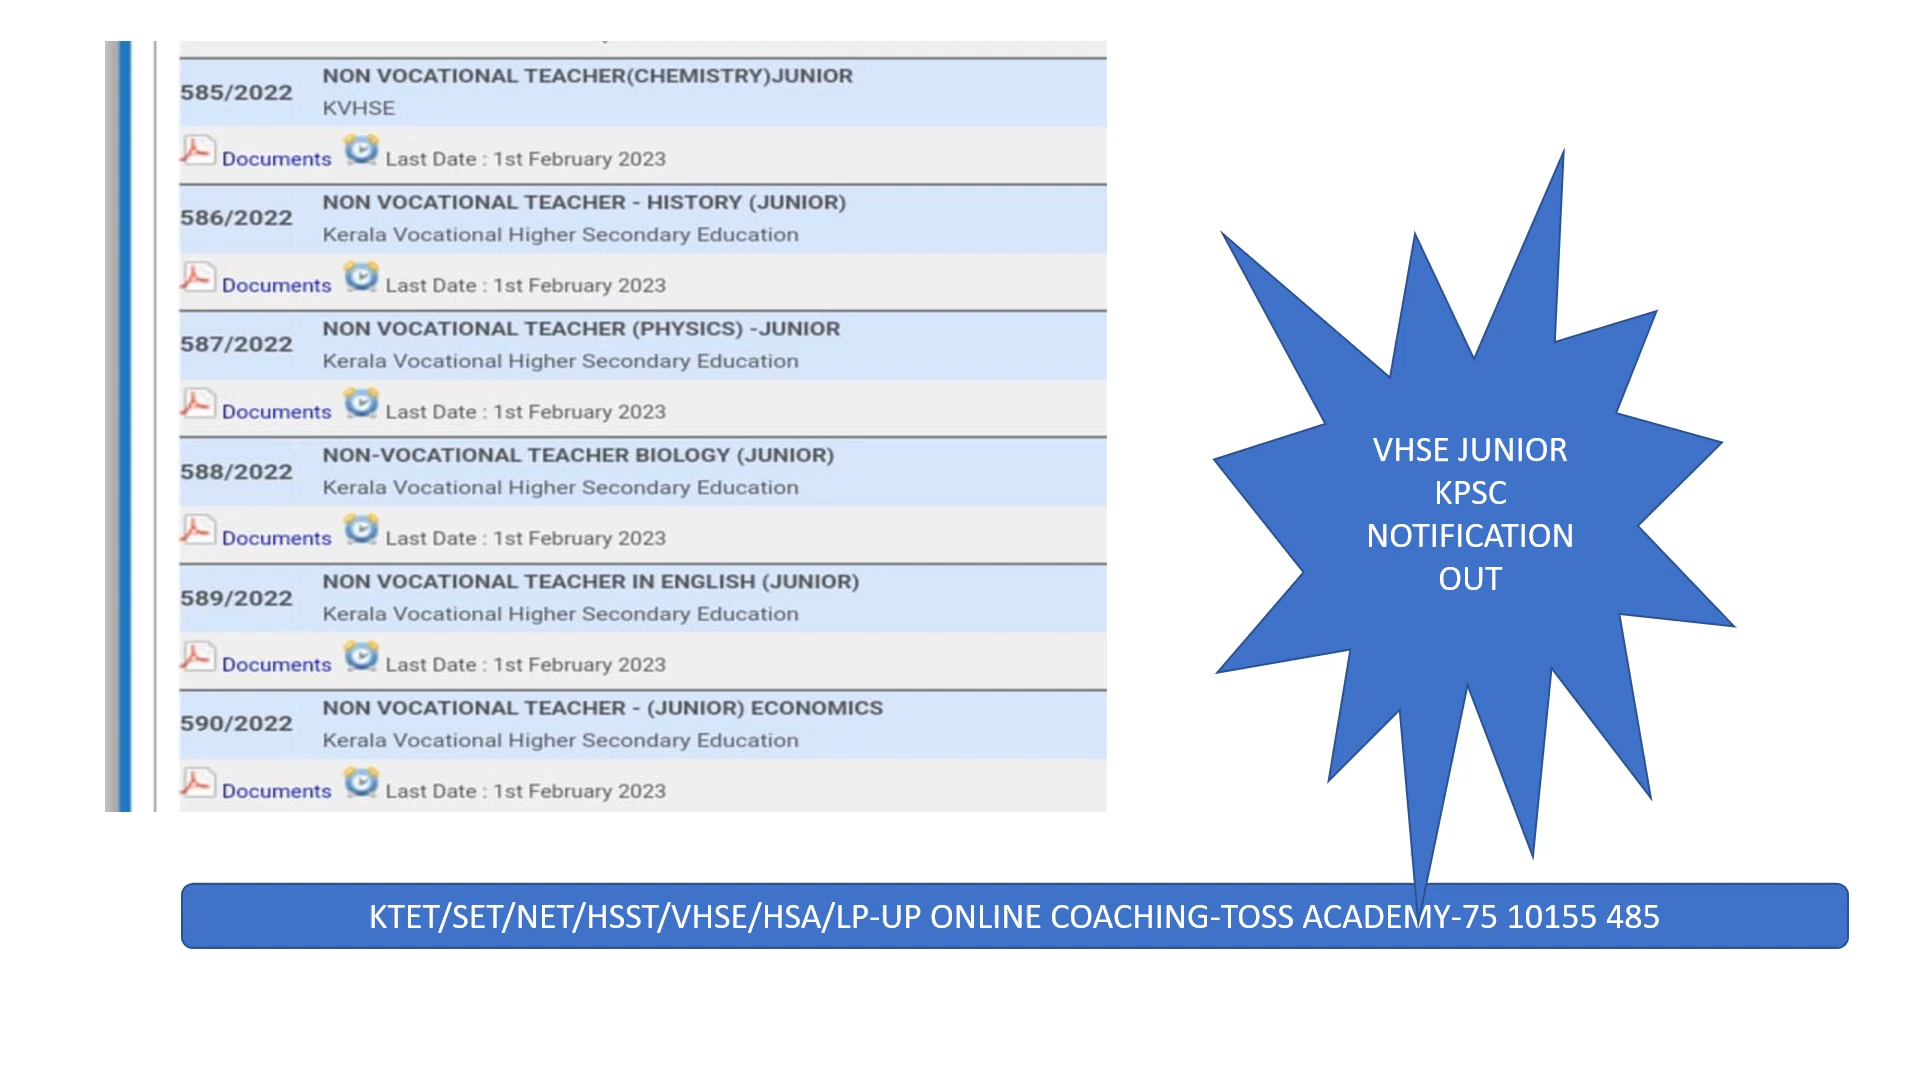 NON VOCATIONAL TEACHER(CHEMISTRY)JUNIOR
585/2022
KVHSE
Documents Last Date : 1st February 2023
NON VOCATIONAL TEACHER - HISTORY (JUNIOR)
586/2022
Kerala Vocational Higher Secondary Education
Documents Last Date : 1st February 2023
NON VOCATIONAL TEACHER (PHYSICS) -JUNIOR
587/2022
Kerala Vocational Higher Secondary Education
Documents Last Date : 1st February 2023
NON-VOCATIONAL TEACHER BIOLOGY (JUNIOR)
588/2022
Kerala Vocational Higher Secondary Education
Documents Last Date : 1st February 2023
NON VOCATIONAL TEACHER IN ENGLISH (JUNIOR)
589/2022
Kerala Vocational Higher Secondary Education
Documents Last Date : 1st February 2023
NON VOCATIONAL TEACHER - (JUNIOR) ECONOMICS
590/2022
Kerala Vocational Higher Secondary Education
Documents Last Date : 1st February 2023
VHSE JUNIOR
KPSC
NOTIFICATION
OUT
KTET/SET/NET/HSST/VHSE/HSA/LP-UP ONLINE COACHING-TOSS ACADEMY-75 10155 485